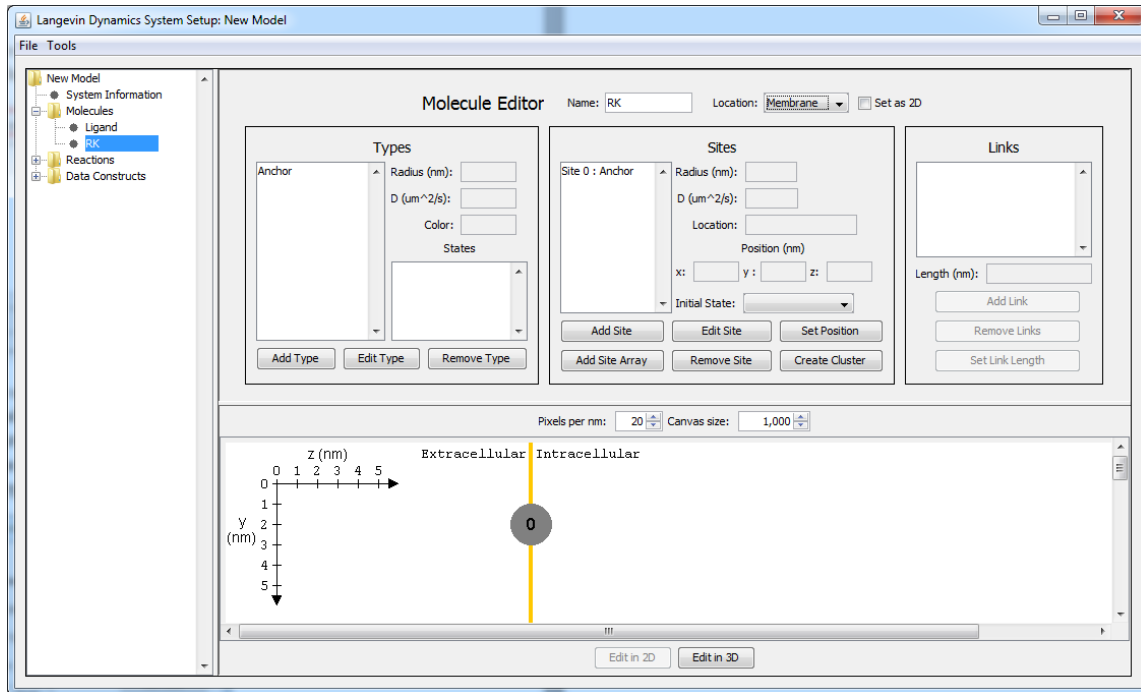 Langevin Dynamics System Setup: New Model
File Tools
New Model
System Information
Molecules
Ligand
RK
Reactions
Data Constructs
Molecule Editor Name: RK Location: Membrane Set as 2D
Types
Anchor
Radius (nm):
D (um^2/s):
Color:
States
Add Type Edit Type Remove Type
Sites
Site 0 : Anchor
Radius (nm):
D (um^2/s):
Location:
Position (nm)
x: y : z:
Initial State:
Add Site Edit Site Set Position
Add Site Array Remove Site Create Cluster
Links
Length (nm):
Add Link
Remove Links
Set Link Length
Pixels per nm: 20 Canvas size: 1,000
z (nm)
0 1 2 3 4 5
Extracellular Intracellular
0
1
2
3
4
5
y
(nm)
0
Edit in 2D Edit in 3D